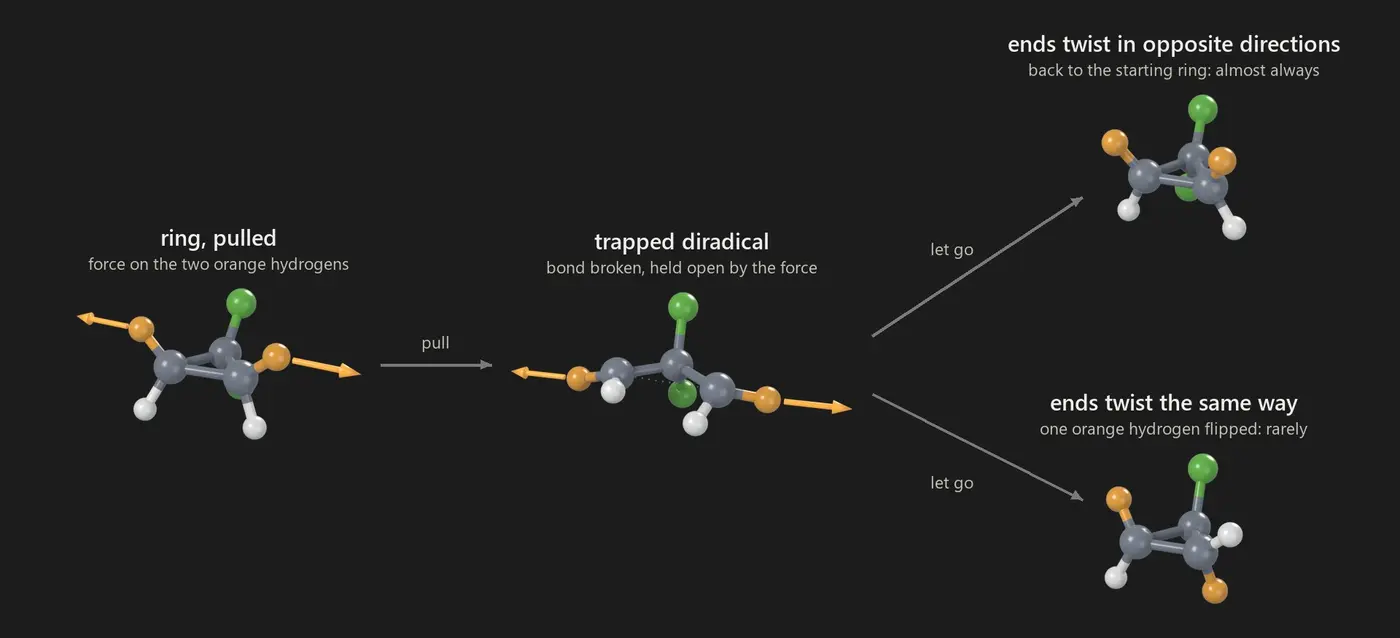 ring, pulled
force on the two orange hydrogens
pull
trapped diradical
bond broken, held open by the force
let go
ends twist in opposite directions
back to the starting ring: almost always
let go
ends twist the same way
one orange hydrogen flipped: rarely